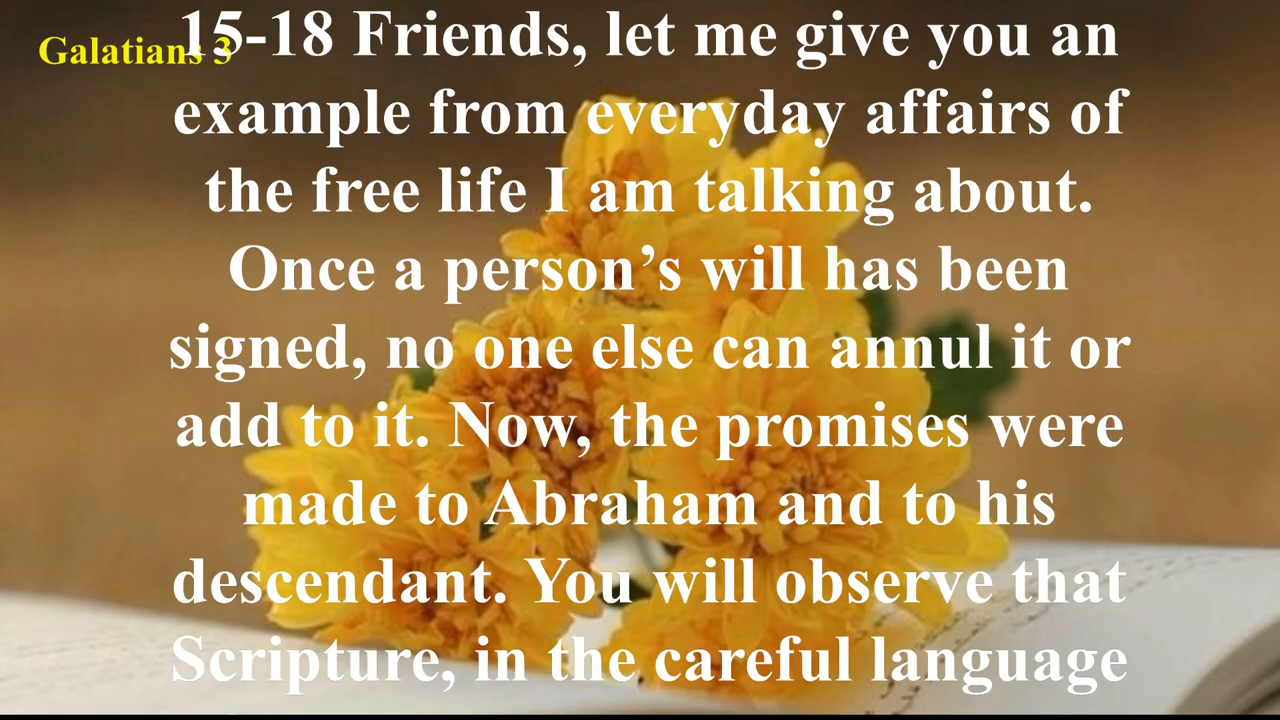 Galatians 3
15-18 Friends, let me give you an
example from everyday affairs of
the free life I am talking about.
Once a person’s will has been
signed, no one else can annul it or
add to it. Now, the promises were
made to Abraham and to his
descendant. You will observe that
Scripture, in the careful language